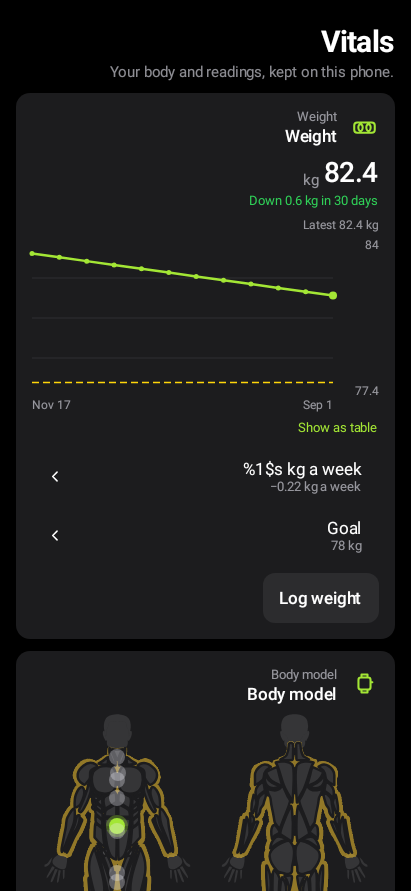 Vitals
Your body and readings, kept on this phone.
Weight
Weight
kg 82.4
Down 0.6 kg in 30 days
Latest 82.4 kg
84
77.4
Nov 17
Sep 1
Show as table
%1$s kg a week
−0.22 kg a week
Goal
78 kg
Log weight
Body model
Body model